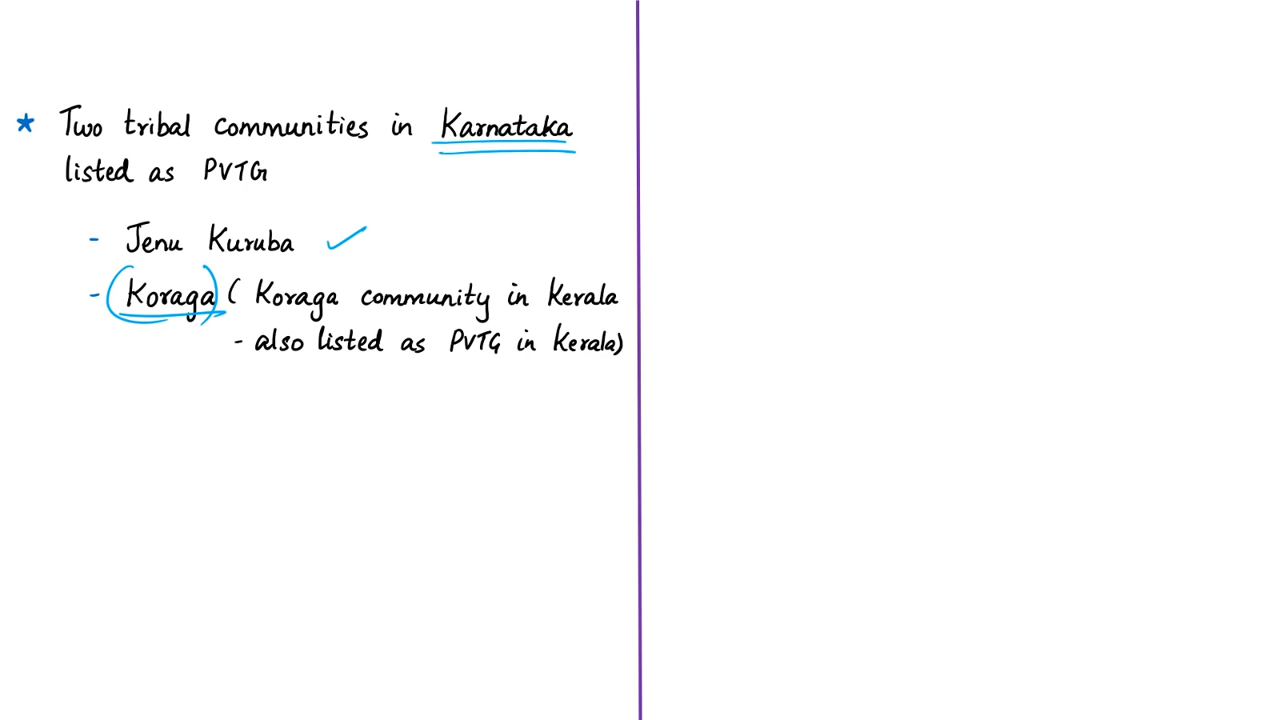 * Two tribal communities in Karnataka
listed as PVTG
- Jenu Kuruba ✓
- Koraga ( Koraga community in Kerala
- also listed as PVTG in Kerala)